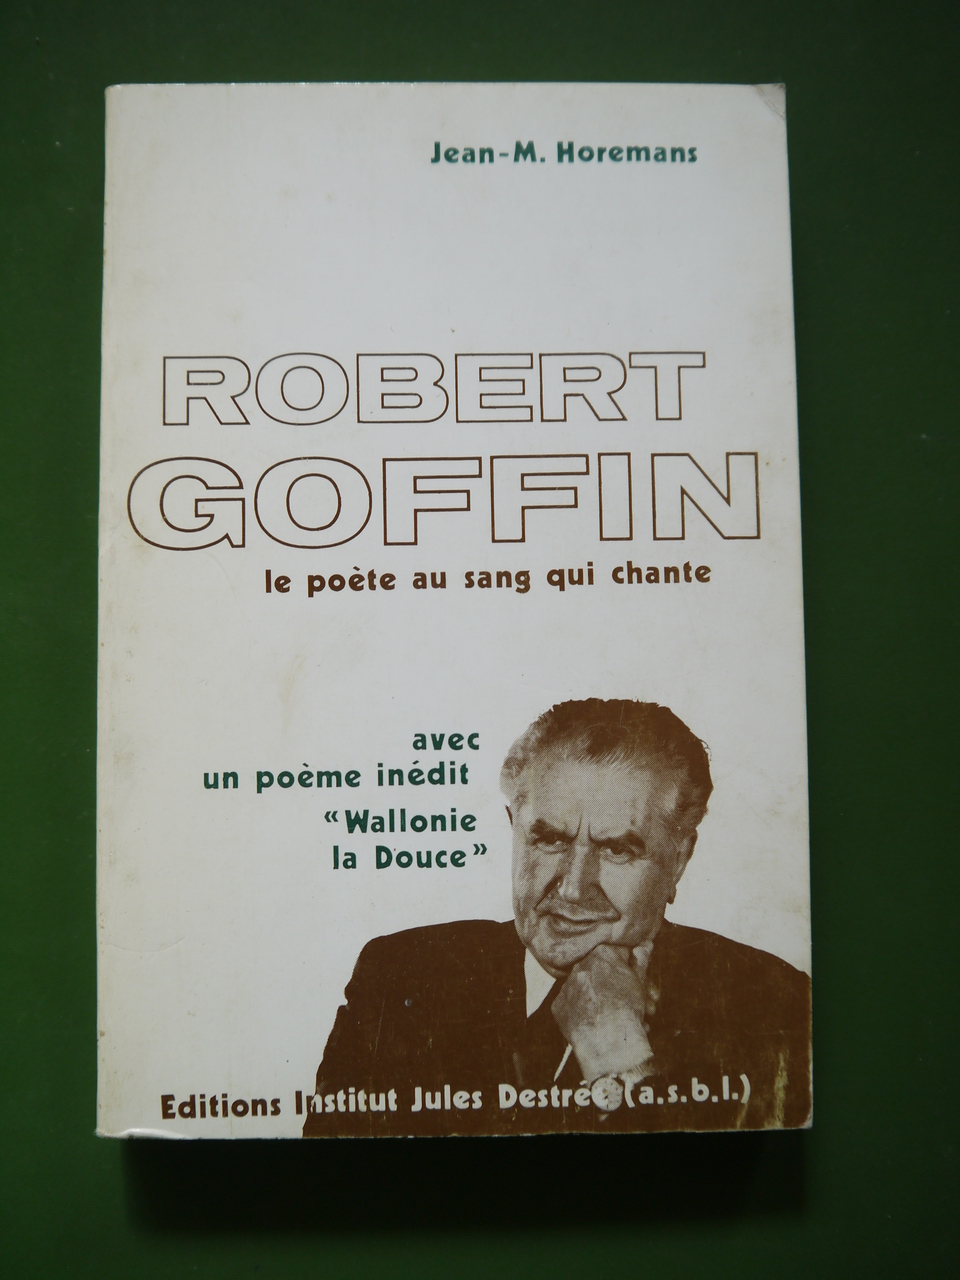 Jean-M. Horemans
ROBERT
GOFFIN
le poète au sang qui chante
avec
un poème inédit
“Wallonie
la Douce”
Editions Institut Jules Destrée (a.s.b.l.)